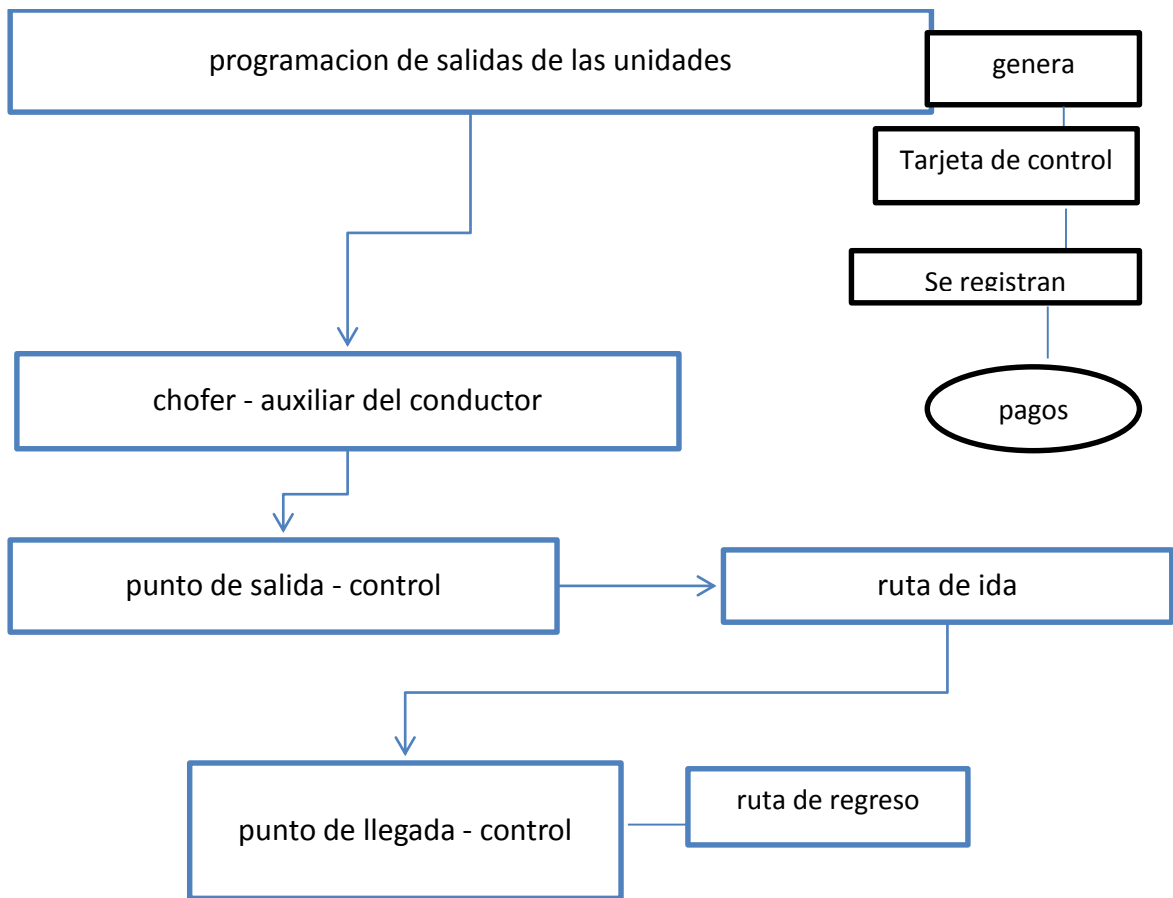 programacion de salidas de las unidades
genera
Tarjeta de control
Se registran
chofer - auxiliar del conductor
pagos
punto de salida - control
ruta de ida
punto de llegada - control
ruta de regreso